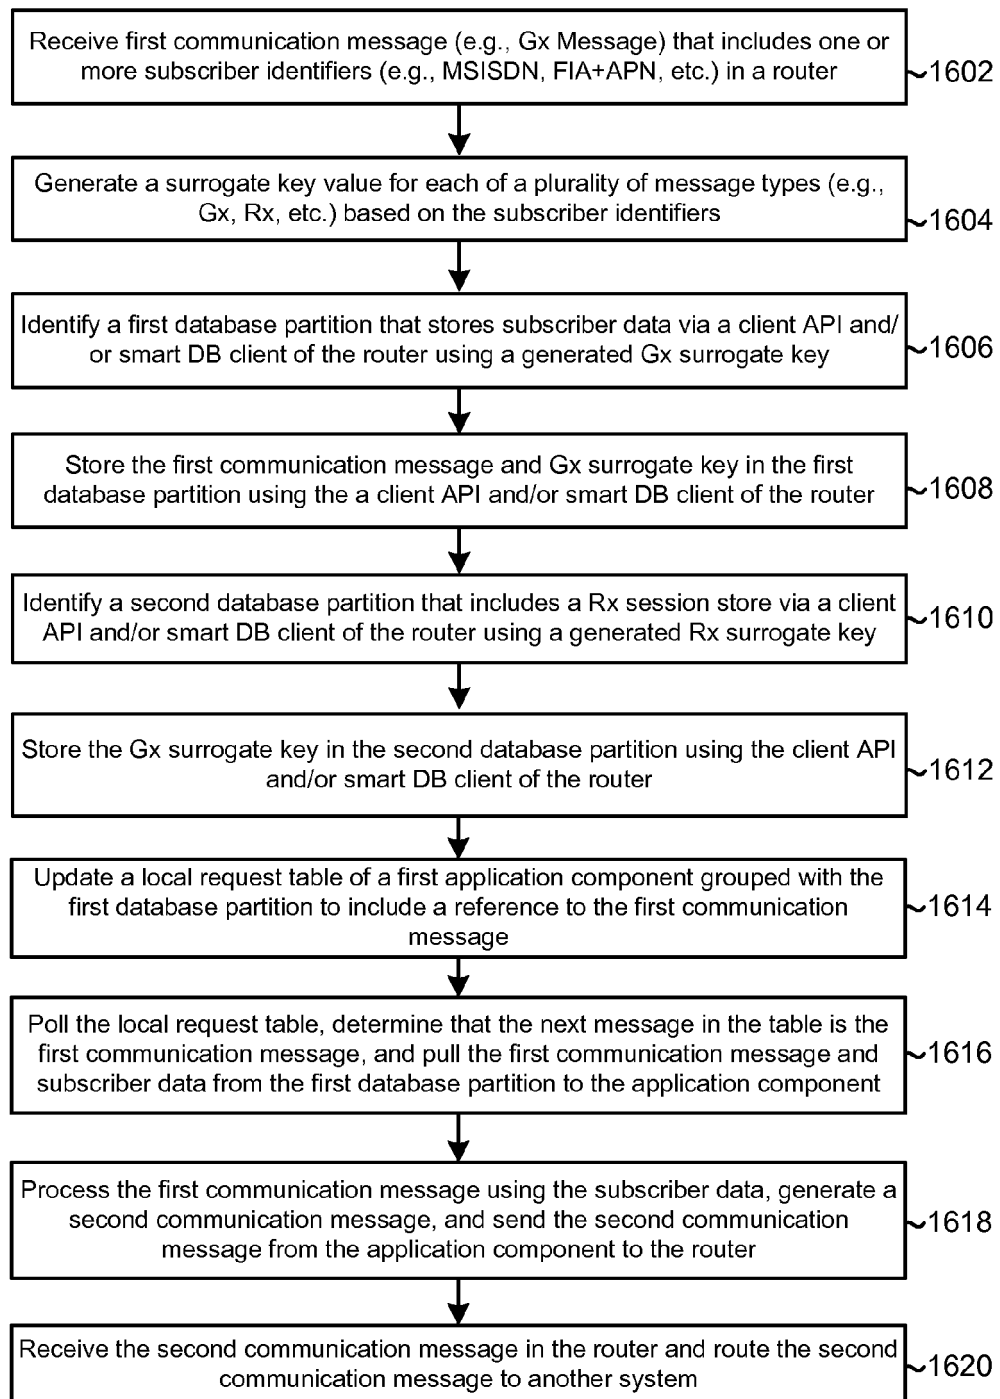 Receive first communication message (e.g., Gx Message) that includes one or
more subscriber identifiers (e.g., MSISDN, FIA+APN, etc.) in a router
1602
Generate a surrogate key value for each of a plurality of message types (e.g.,
Gx, Rx, etc.) based on the subscriber identifiers
1604
Identify a first database partition that stores subscriber data via a client API and/
or smart DB client of the router using a generated Gx surrogate key
1606
Store the first communication message and Gx surrogate key in the first
database partition using the a client API and/or smart DB client of the router
1608
Identify a second database partition that includes a Rx session store via a client
API and/or smart DB client of the router using a generated Rx surrogate key
1610
Store the Gx surrogate key in the second database partition using the client API
and/or smart DB client of the router
1612
Update a local request table of a first application component grouped with the
first database partition to include a reference to the first communication
message
1614
Poll the local request table, determine that the next message in the table is the
first communication message, and pull the first communication message and
subscriber data from the first database partition to the application component
1616
Process the first communication message using the subscriber data, generate a
second communication message, and send the second communication
message from the application component to the router
1618
Receive the second communication message in the router and route the second
communication message to another system
1620